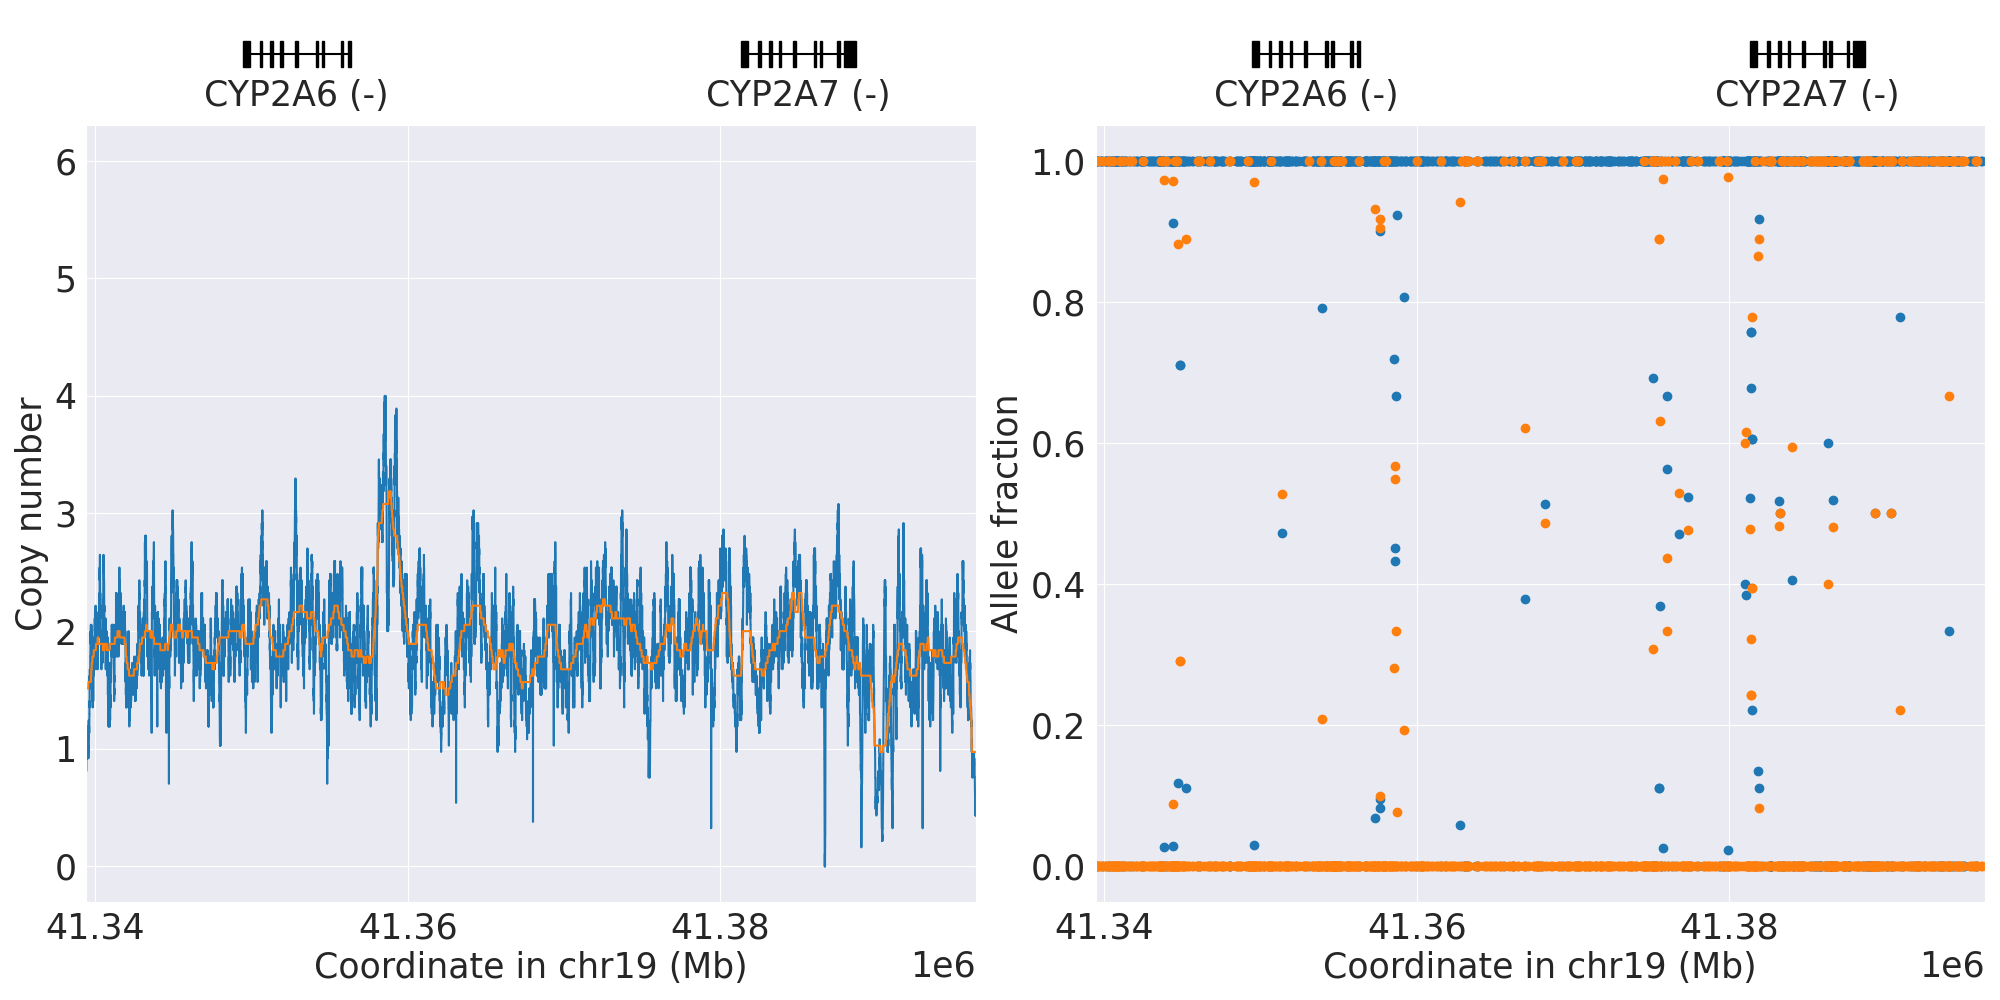 CYP2A6 (-)
CYP2A7 (-)
6
5
4
3
2
1
0
Copy number
41.34
41.36
41.38
Coordinate in chr19 (Mb)
1e6
CYP2A6 (-)
CYP2A7 (-)
1.0
0.8
0.6
0.4
0.2
0.0
Allele fraction
41.34
41.36
41.38
Coordinate in chr19 (Mb)
1e6